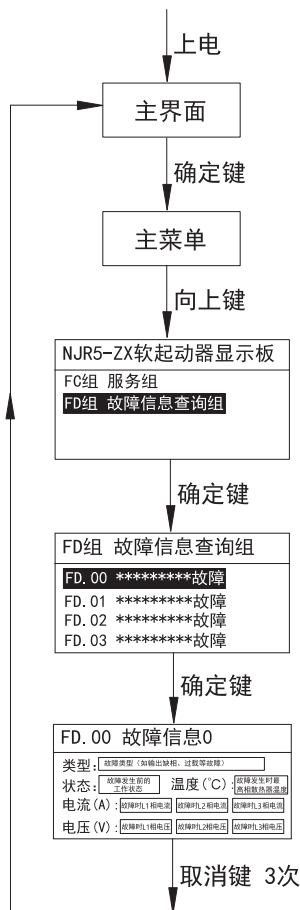 上电
主界面
确定键
主菜单
向上键
NJR5-ZX软起动器显示板
FC组 服务组
FD组 故障信息查询组
确定键
FD组 故障信息查询组
FD.00 *********故障
FD.01 *********故障
FD.02 *********故障
FD.03 *********故障
确定键
FD.00 故障信息0
类型: 故障类型（如输出缺相、过载等故障）
状态: 故障发生前的工作状态 温度(℃): 故障发生时最高相散热器温度
电流(A): 故障时L1相电流 故障时L2相电流 故障时L3相电流
电压(V): 故障时L1相电压 故障时L2相电压 故障时L3相电压
取消键 3次